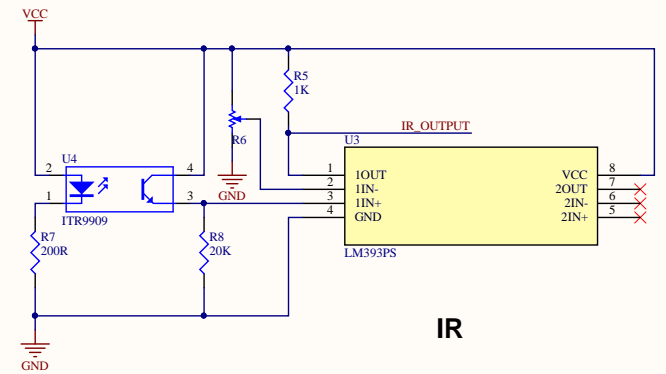 VCC
R5
1K
R6
IR_OUTPUT
U3
U4
2
4
1
3
ITR9909
GND
1 1OUT VCC 8
2 1IN- 2OUT 7
3 1IN+ 2IN- 6
4 GND 2IN+ 5
LM393PS
R7
200R
R8
20K
IR
GND